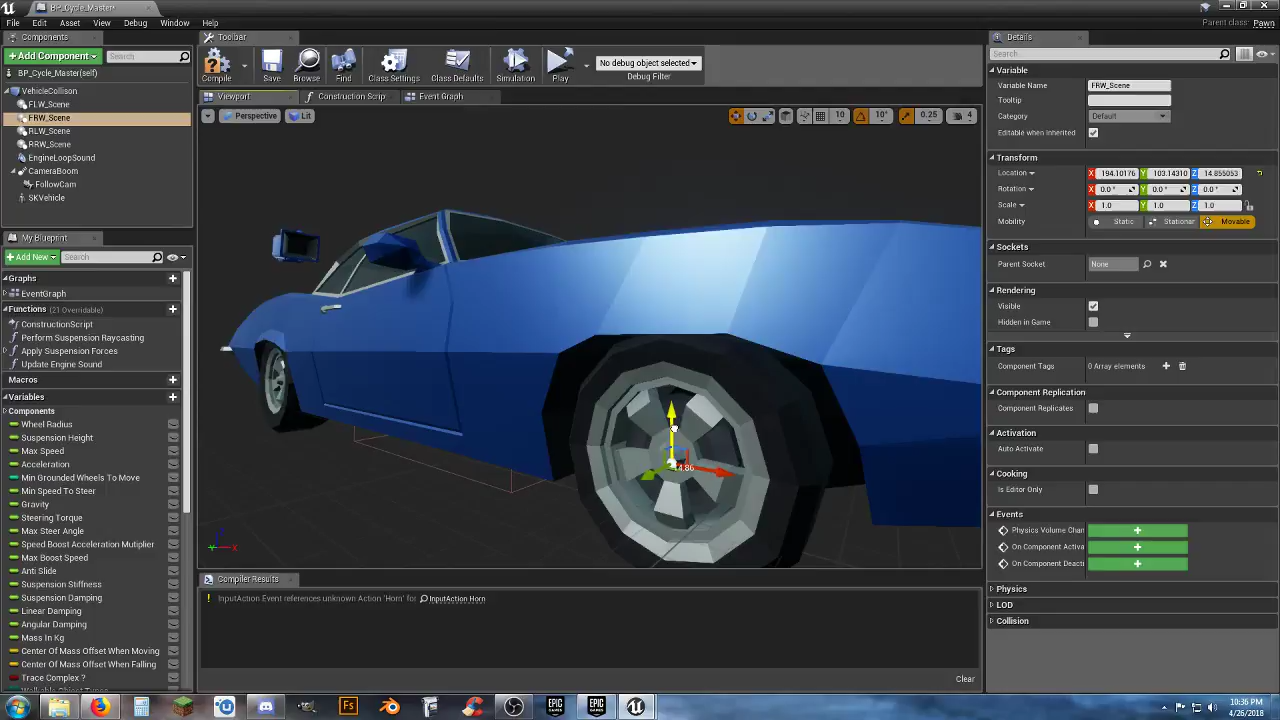 BP_Cycle_Master*
File Edit Asset View Debug Window Help
Parent class: Pawn
Components
Toolbar
Details
+ Add Component
Search
BP_Cycle_Master(self)
VehicleCollison
FLW_Scene
FRW_Scene
RLW_Scene
RRW_Scene
EngineLoopSound
CameraBoom
FollowCam
SKVehicle
Compile
Save
Browse
Find
Class Settings
Class Defaults
Simulation
Play
No debug object selected
Debug Filter
Viewport
Construction Scrip
Event Graph
Perspective
Lit
10
10°
0.25
4
14.86
My Blueprint
+ Add New
Search
Graphs
EventGraph
Functions (21 Overridable)
ConstructionScript
Perform Suspension Raycasting
Apply Suspension Forces
Update Engine Sound
Macros
Variables
Components
Wheel Radius
Suspension Height
Max Speed
Acceleration
Min Grounded Wheels To Move
Min Speed To Steer
Gravity
Steering Torque
Max Steer Angle
Speed Boost Acceleration Multiplier
Max Boost Speed
Anti Slide
Suspension Stiffness
Suspension Damping
Linear Damping
Angular Damping
Mass In Kg
Center Of Mass Offset When Moving
Center Of Mass Offset When Falling
Trace Complex ?
Compiler Results
InputAction Event references unknown Action 'Horn' for InputAction Horn
Clear
Search
Variable
Variable Name FRW_Scene
Tooltip
Category Default
Editable when Inherited
Transform
Location X 194.10176 Y 103.14310 Z 14.855053
Rotation X 0.0 ° Y 0.0 ° Z 0.0 °
Scale X 1.0 Y 1.0 Z 1.0
Mobility Static Stationar Movable
Sockets
Parent Socket None
Rendering
Visible
Hidden in Game
Tags
Component Tags 0 Array elements
Component Replication
Component Replicates
Activation
Auto Activate
Cooking
Is Editor Only
Events
Physics Volume Chan
On Component Activa
On Component Deacti
Physics
LOD
Collision
Fs
EPIC GAMES
EPIC GAMES
10:36 PM
4/26/2018